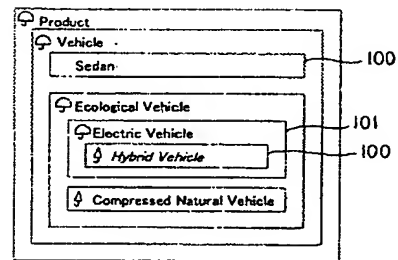 Product
Vehicle
Sedan
100
Ecological Vehicle
101
Electric Vehicle
Hybrid Vehicle
100
Compressed Natural Vehicle